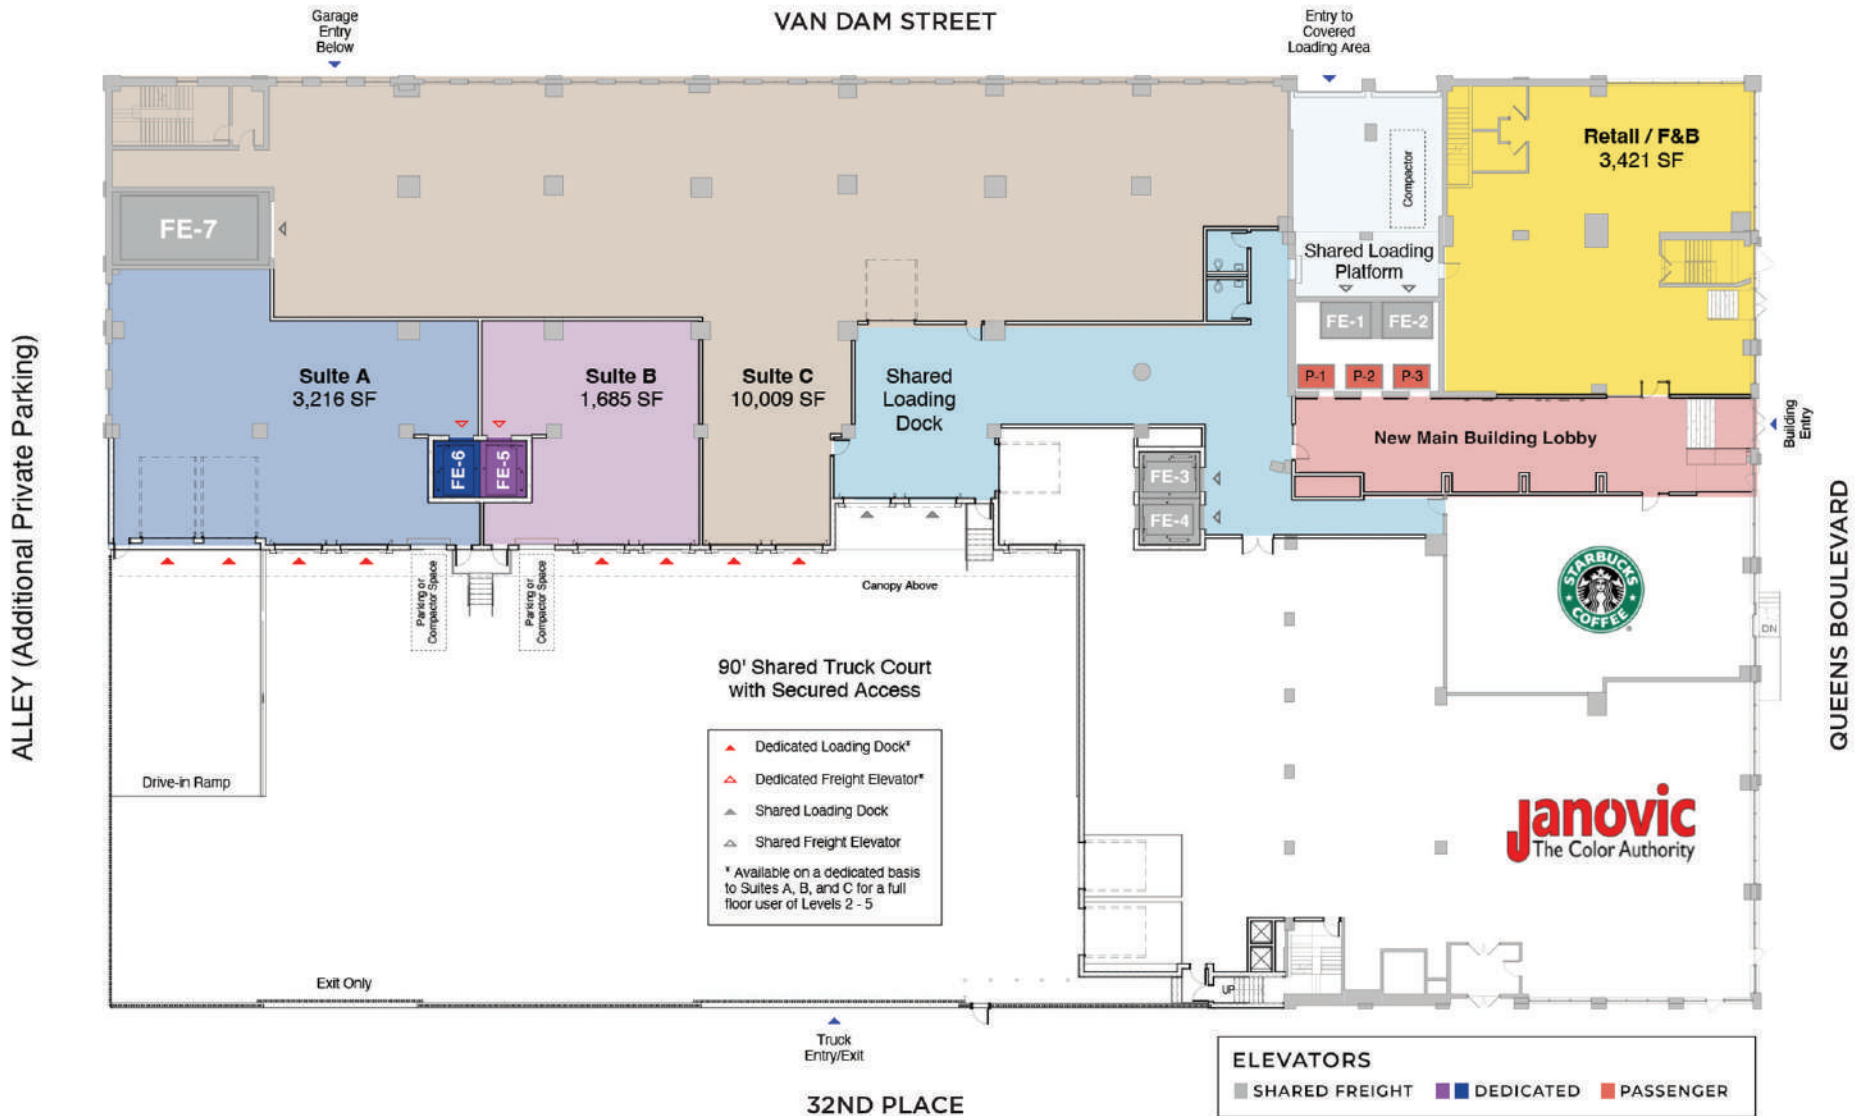 VAN DAM STREET
Garage
Entry
Below
Entry to
Covered
Loading Area
Retail / F&B
3,421 SF
Compactor
FE-7
Shared Loading
Platform
FE-1
FE-2
P-1
P-2
P-3
Suite A
3,216 SF
Suite B
1,685 SF
Suite C
10,009 SF
Shared
Loading
Dock
New Main Building Lobby
Building
Entry
FE-6
FE-5
FE-3
FE-4
ALLEY (Additional Private Parking)
QUEENS BOULEVARD
Parking or
Compactor Space
Parking or
Compactor Space
Canopy Above
STARBUCKS
COFFEE
®
DN
90' Shared Truck Court
with Secured Access
Dedicated Loading Dock*
Dedicated Freight Elevator*
Shared Loading Dock
Shared Freight Elevator
* Available on a dedicated basis
to Suites A, B, and C for a full
floor user of Levels 2 - 5
Drive-in Ramp
Janovic
The Color Authority
Exit Only
UP
Truck
Entry/Exit
32ND PLACE
ELEVATORS
SHARED FREIGHT
DEDICATED
PASSENGER